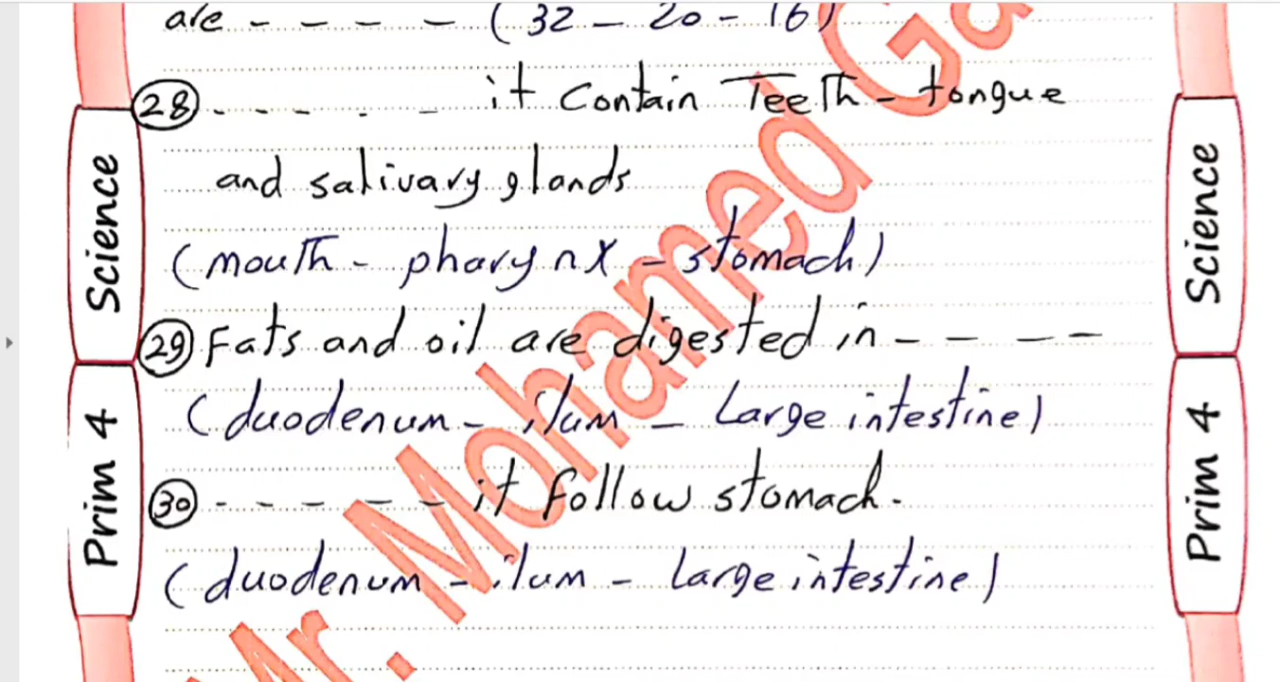 are - - - - (32 - 20 - 16)
28 - - - - - it Contain Teeth - tongue
and salivary glands
(mouth - pharynx - stomach)
29 Fats and oil are digested in - - - -
(duodenum - ilum - Large intestine)
30 - - - - - it follow stomach.
(duodenum - ilum - Large intestine)
Science
Prim 4
Science
Prim 4
Mr. Mohamed Ga